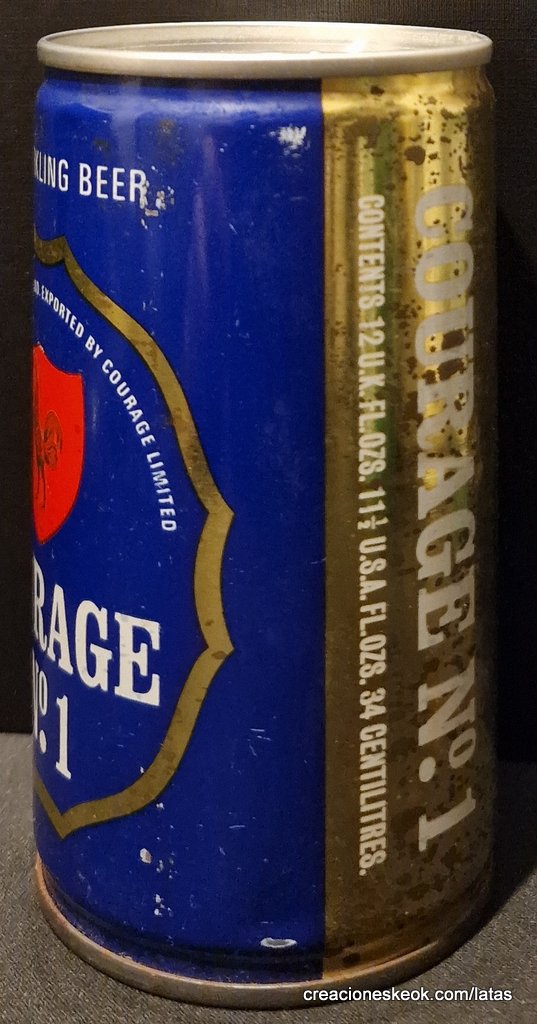 KLING BEER
EXPORTED BY COURAGE LIMITED
RAGE
Nº.1
CONTENTS 12 U.K. FL. OZS. 11½ U.S.A. FL. OZS. 34 CENTILITRES.
COURAGE Nº. 1
creacioneskeok.com/latas